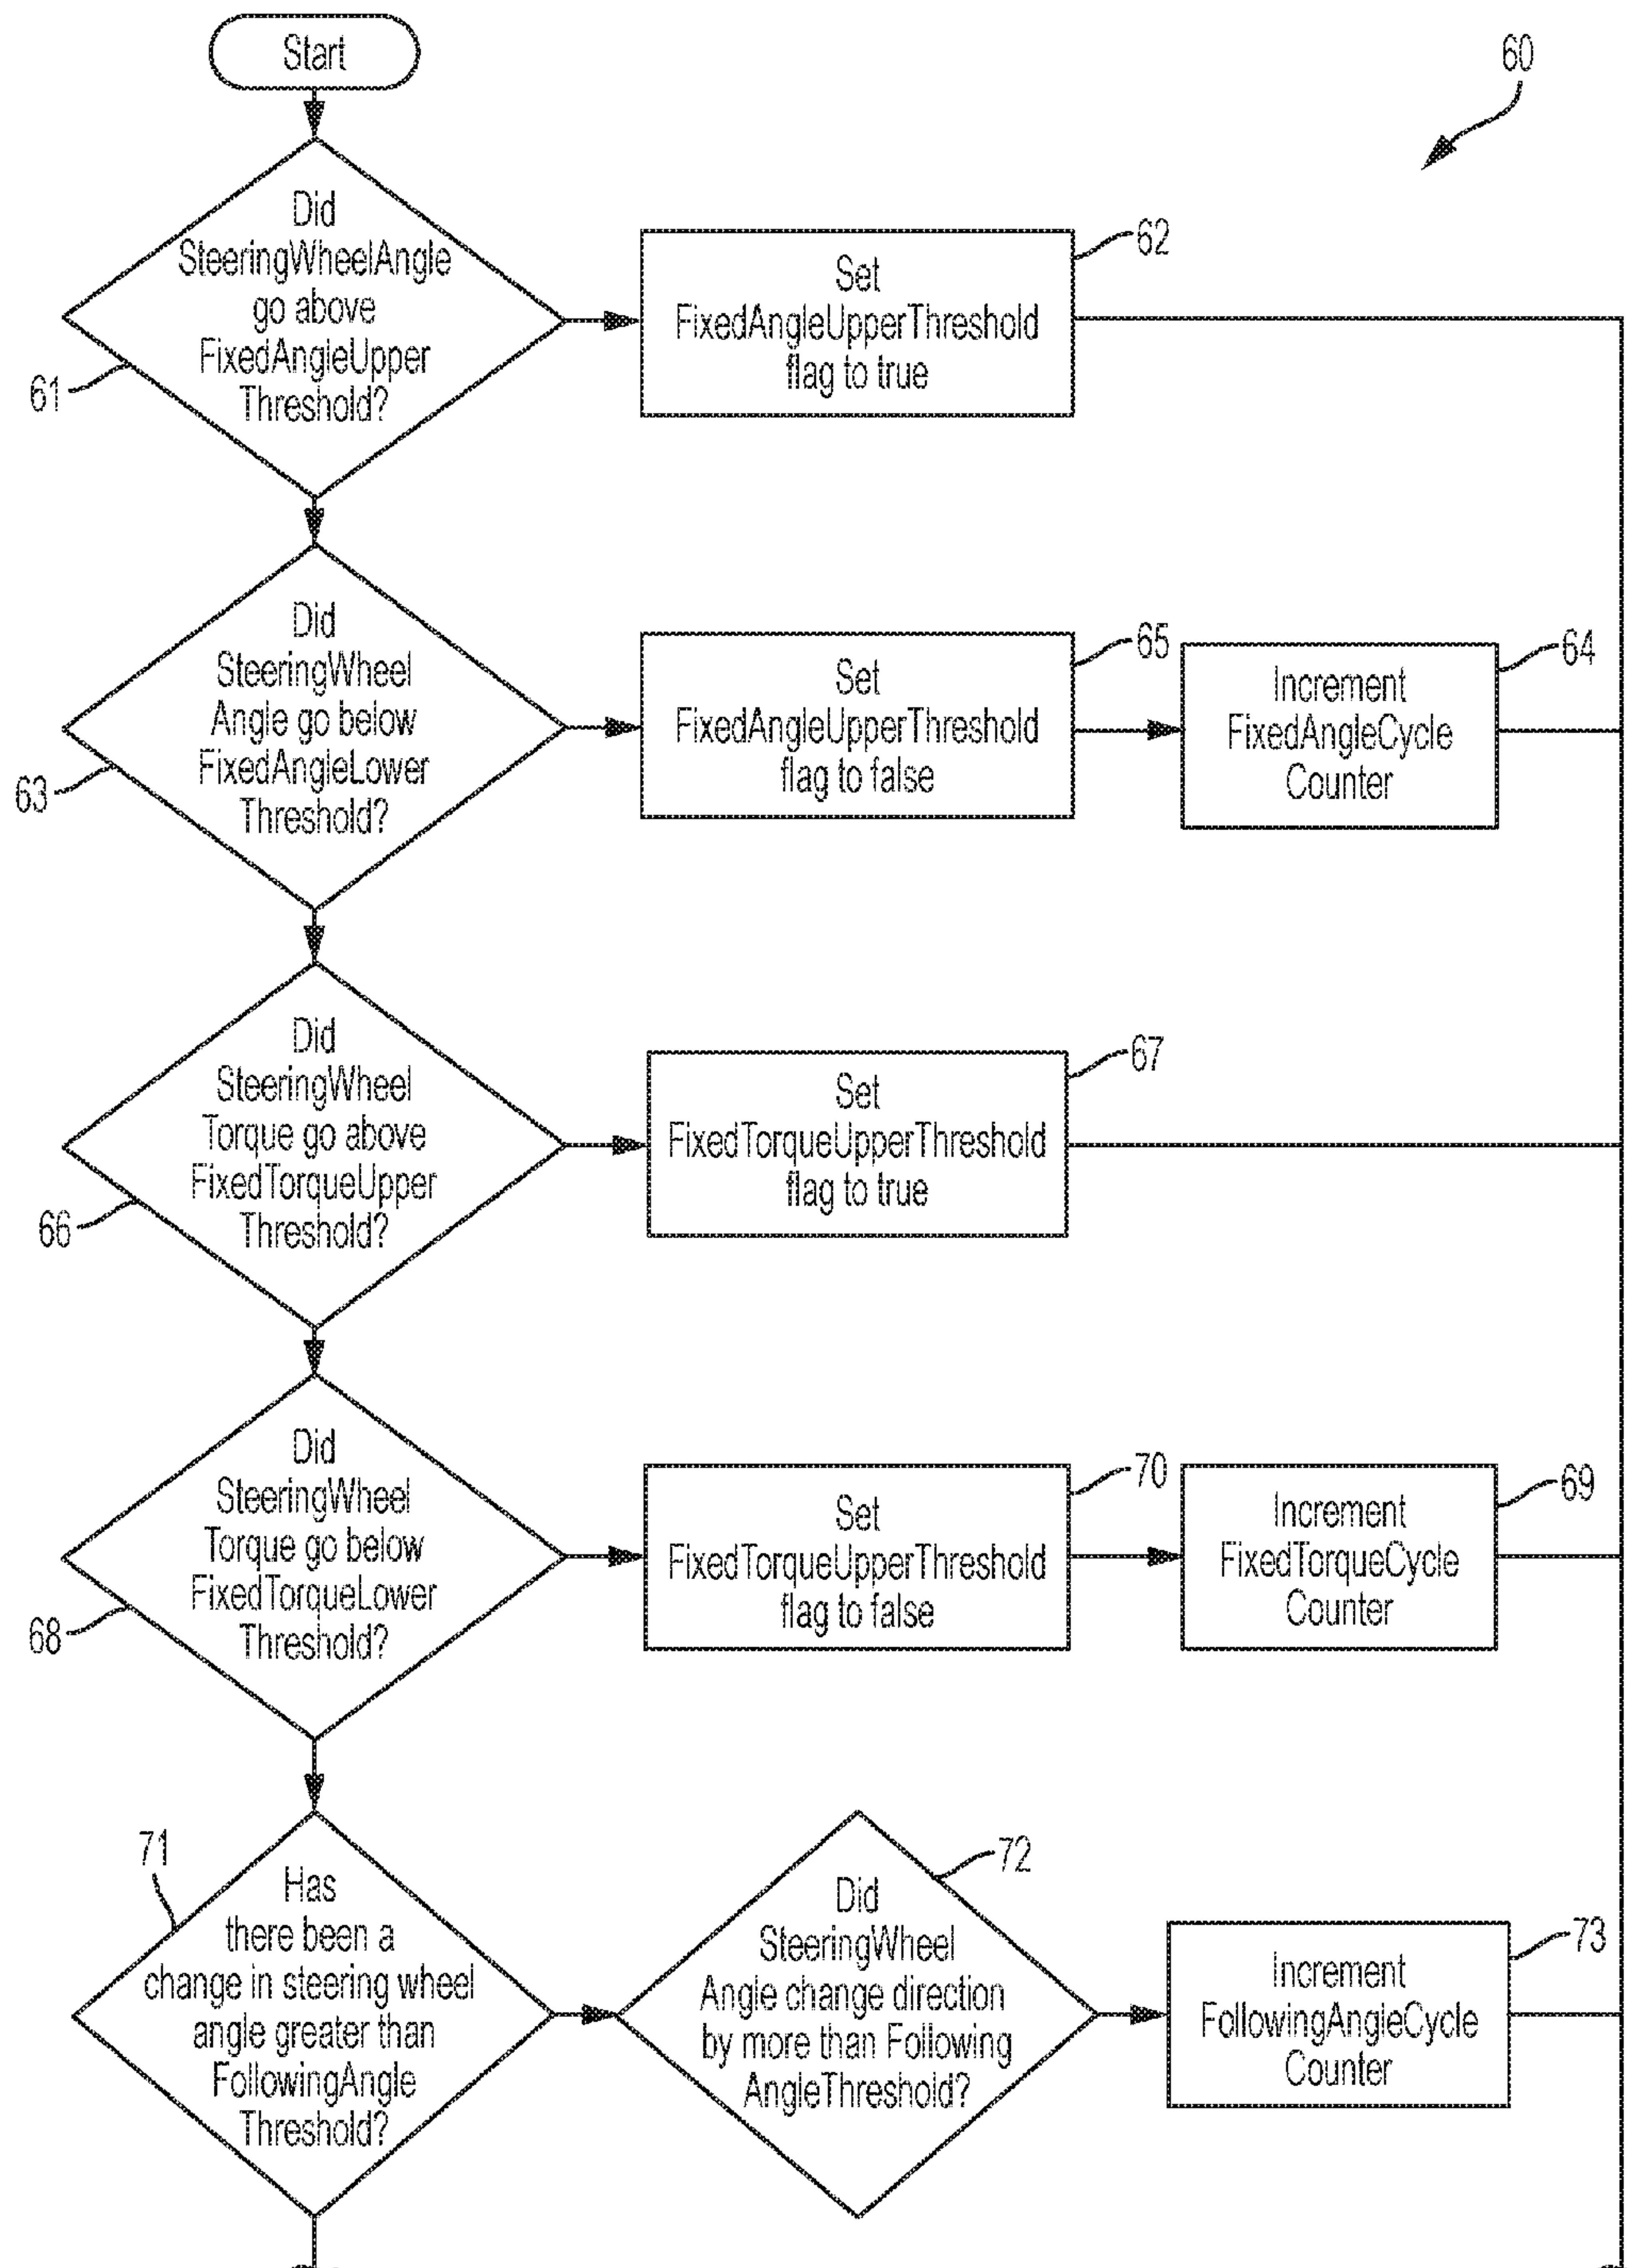 Start
60
Did
SteeringWheelAngle
go above
FixedAngleUpper
Threshold?
61
Set
FixedAngleUpperThreshold
flag to true
62
Did
SteeringWheel
Angle go below
FixedAngleLower
Threshold?
63
Set
FixedAngleUpperThreshold
flag to false
65
Increment
FixedAngleCycle
Counter
64
Did
SteeringWheel
Torque go above
FixedTorqueUpper
Threshold?
66
Set
FixedTorqueUpperThreshold
flag to true
67
Did
SteeringWheel
Torque go below
FixedTorqueLower
Threshold?
68
Set
FixedTorqueUpperThreshold
flag to false
70
Increment
FixedTorqueCycle
Counter
69
71
Has
there been a
change in steering wheel
angle greater than
FollowingAngle
Threshold?
72
Did
SteeringWheel
Angle change direction
by more than Following
AngleThreshold?
73
Increment
FollowingAngieCycle
Counter